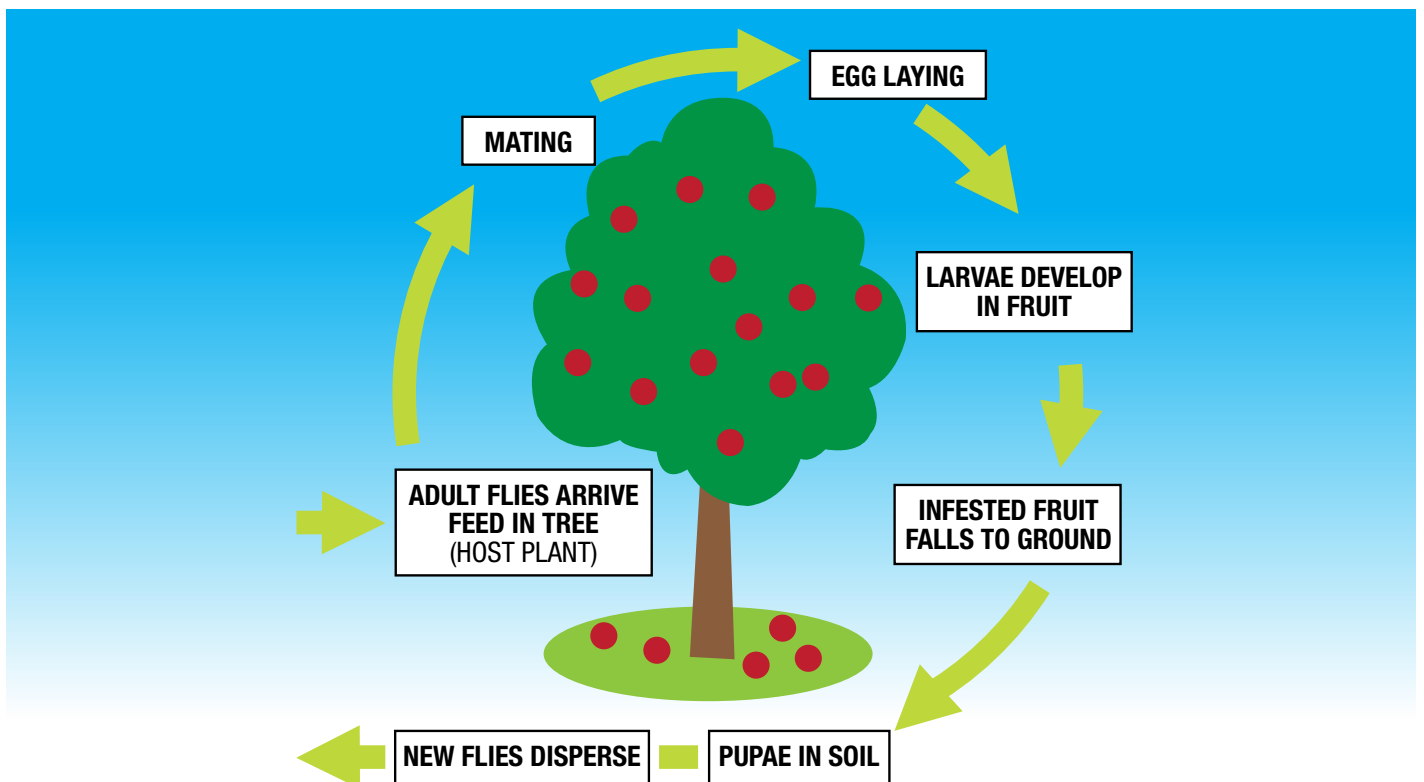 EGG LAYING
MATING
LARVAE DEVELOP
IN FRUIT
ADULT FLIES ARRIVE
FEED IN TREE
(HOST PLANT)
INFESTED FRUIT
FALLS TO GROUND
NEW FLIES DISPERSE
PUPAE IN SOIL